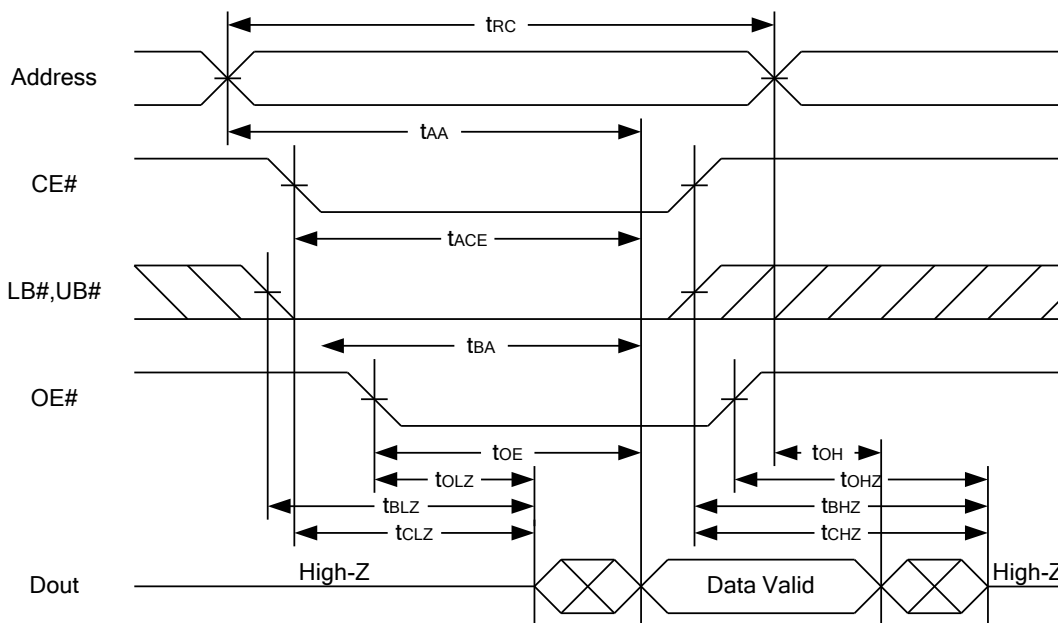 tRC
Address
tAA
CE#
tACE
LB#,UB#
tBA
OE#
tOE
tOH
tOLZ
tOHZ
tBLZ
tBHZ
tCLZ
tCHZ
High-Z
Dout
Data Valid
High-Z